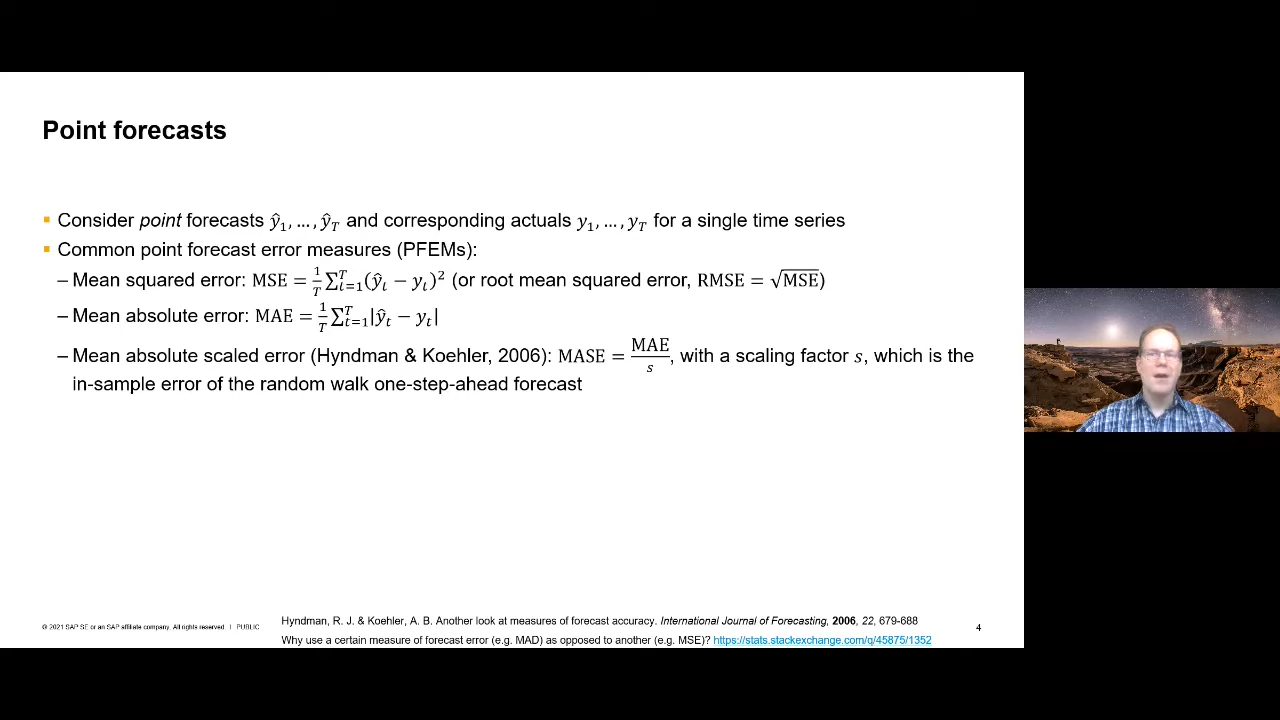 Point forecasts
▪ Consider point forecasts ŷ₁, …, ŷ_T and corresponding actuals y₁, …, y_T for a single time series
▪ Common point forecast error measures (PFEMs):
– Mean squared error: MSE = 1/T ∑ᵀₜ₌₁(ŷₜ − yₜ)² (or root mean squared error, RMSE = √MSE)
– Mean absolute error: MAE = 1/T ∑ᵀₜ₌₁|ŷₜ − yₜ|
– Mean absolute scaled error (Hyndman & Koehler, 2006): MASE = MAE/s, with a scaling factor s, which is the
in-sample error of the random walk one-step-ahead forecast
Hyndman, R. J. & Koehler, A. B. Another look at measures of forecast accuracy. International Journal of Forecasting, 2006, 22, 679-688
© 2021 SAP SE or an SAP affiliate company. All rights reserved. ǀ PUBLIC
4
Why use a certain measure of forecast error (e.g. MAD) as opposed to another (e.g. MSE)? https://stats.stackexchange.com/q/45875/1352